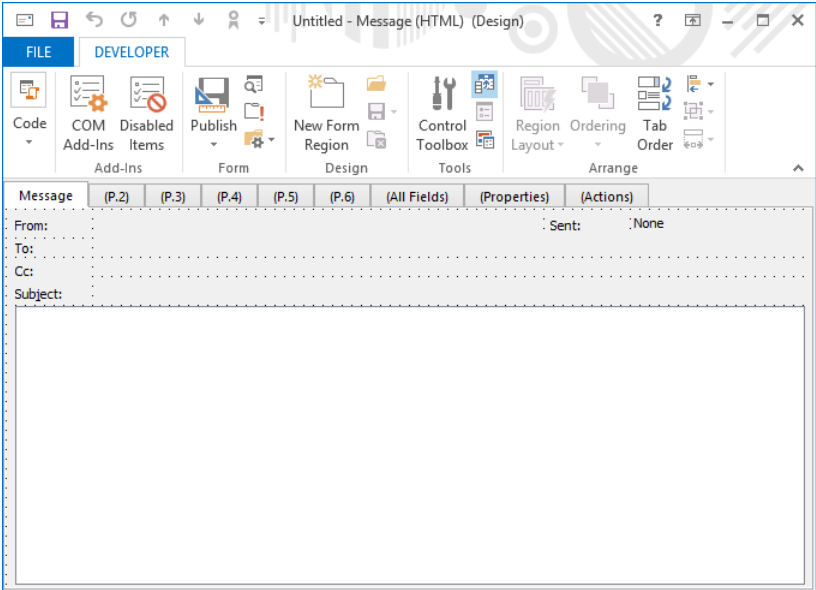 Untitled - Message (HTML) (Design) ?
FILE DEVELOPER
Code
COM Add-Ins
Disabled Items
Publish
New Form Region
Control Toolbox
Region Layout
Ordering
Tab Order
Add-Ins Form Design Tools Arrange
Message (P.2) (P.3) (P.4) (P.5) (P.6) (All Fields) (Properties) (Actions)
From: Sent: None
To:
Cc:
Subject: